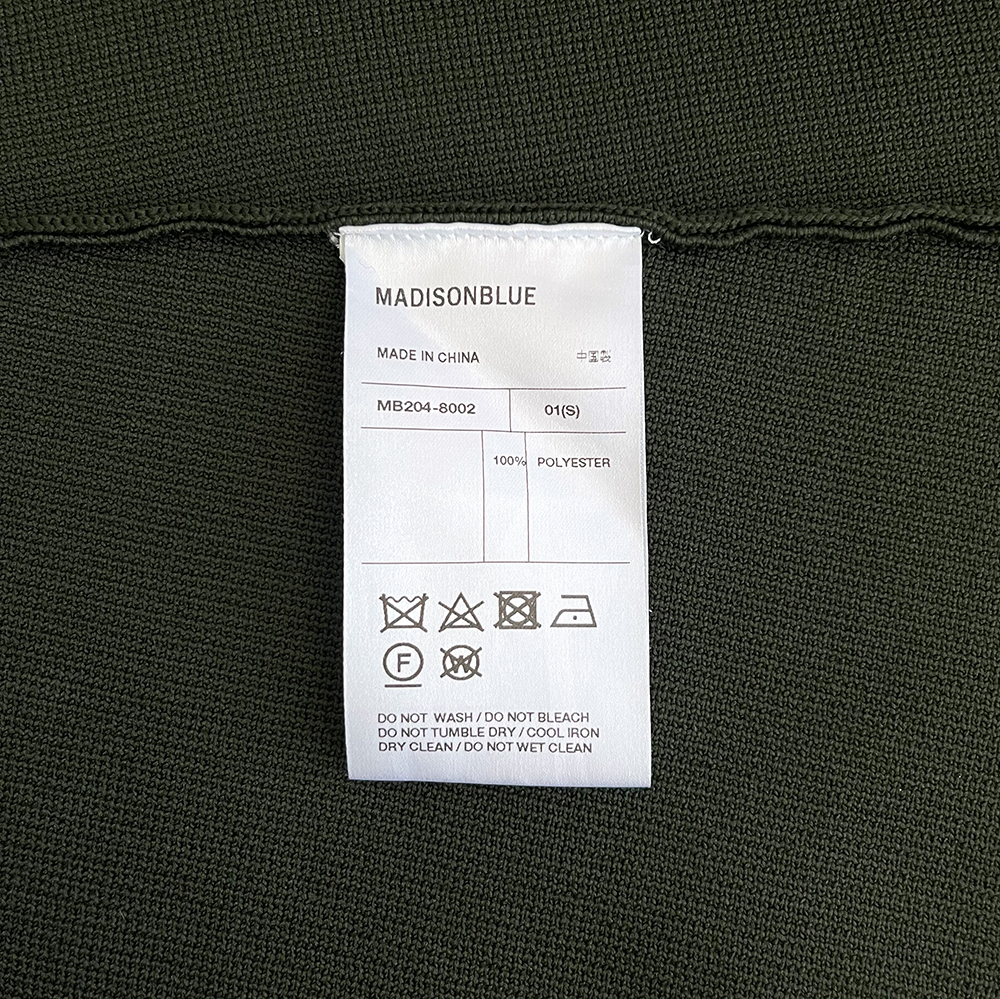 MADISONBLUE
MADE IN CHINA 中国製
MB204-8002 01(S)
100% POLYESTER
F W
DO NOT WASH / DO NOT BLEACH
DO NOT TUMBLE DRY / COOL IRON
DRY CLEAN / DO NOT WET CLEAN